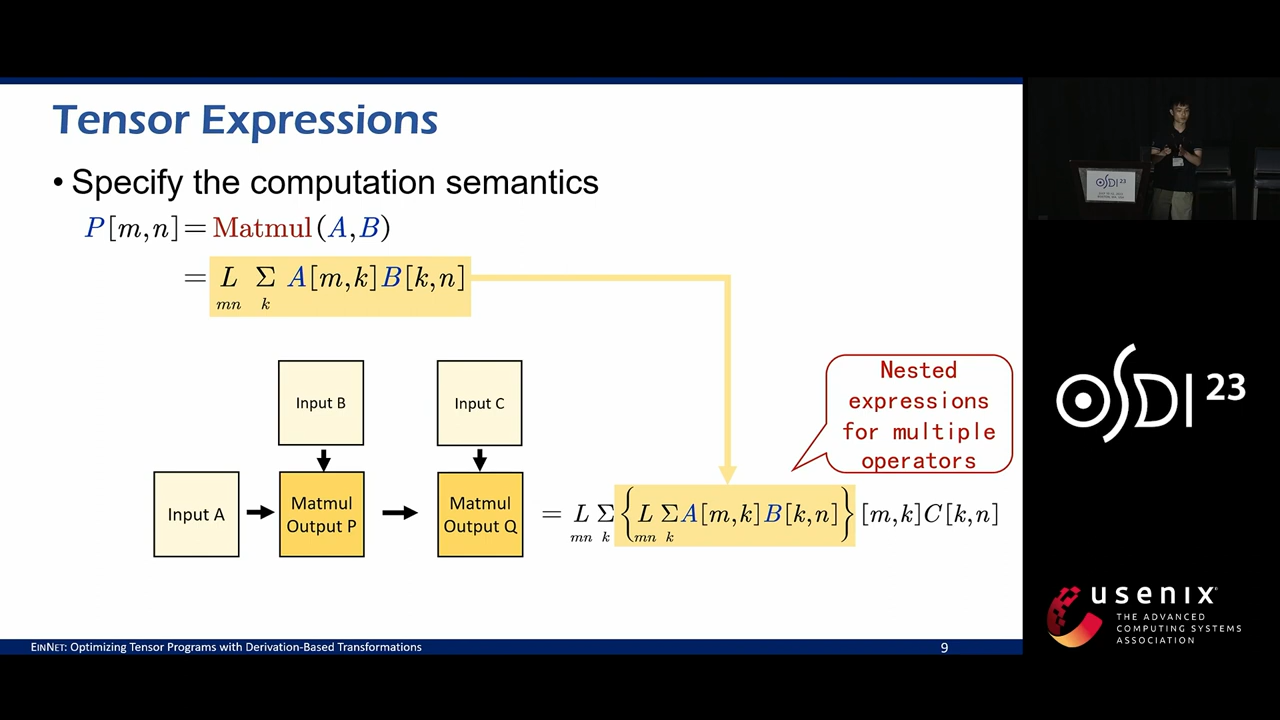 Tensor Expressions
• Specify the computation semantics
P[m,n] = Matmul(A,B)
= L Σ A[m,k]B[k,n]
mn k
Nested
expressions
for multiple
operators
Input B
Input C
Input A
Matmul
Output P
Matmul
Output Q
= L Σ {L Σ A[m,k]B[k,n]}[m,k]C[k,n]
mn k mn k
EINNET: Optimizing Tensor Programs with Derivation-Based Transformations
9
OSDI 23
OSDI 23
usenix
THE ADVANCED
COMPUTING SYSTEMS
ASSOCIATION